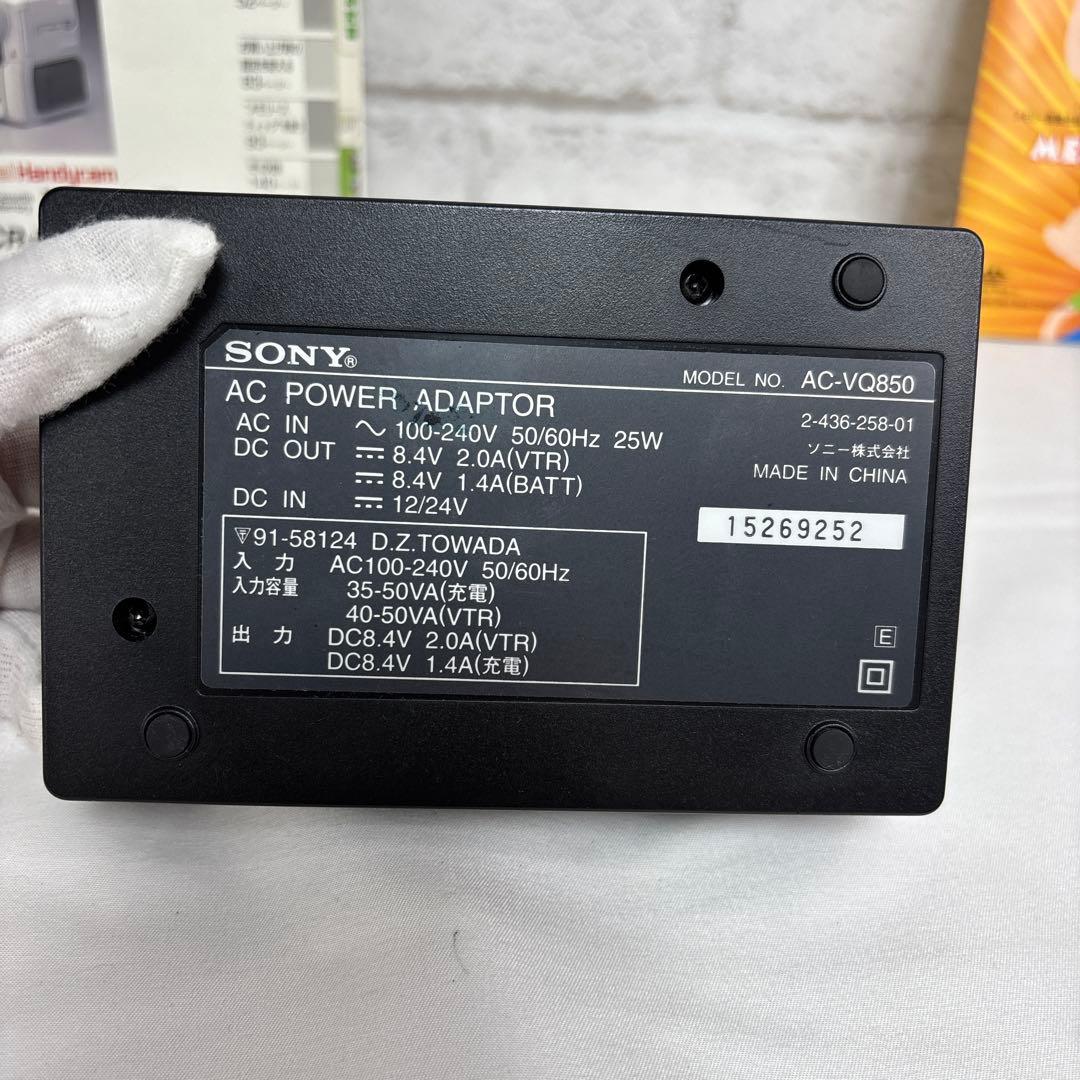 Handycam
SONY®
MODEL NO. AC-VQ850
AC POWER ADAPTOR
2-436-258-01
AC IN ~ 100-240V 50/60Hz 25W
ソニー株式会社
DC OUT ⎓ 8.4V 2.0A(VTR)
⎓ 8.4V 1.4A(BATT)
MADE IN CHINA
DC IN ⎓ 12/24V
15269252
91-58124 D.Z.TOWADA
入 力 AC100-240V 50/60Hz
入力容量 35-50VA(充電)
40-50VA(VTR)
出 力 DC8.4V 2.0A(VTR)
DC8.4V 1.4A(充電)
E